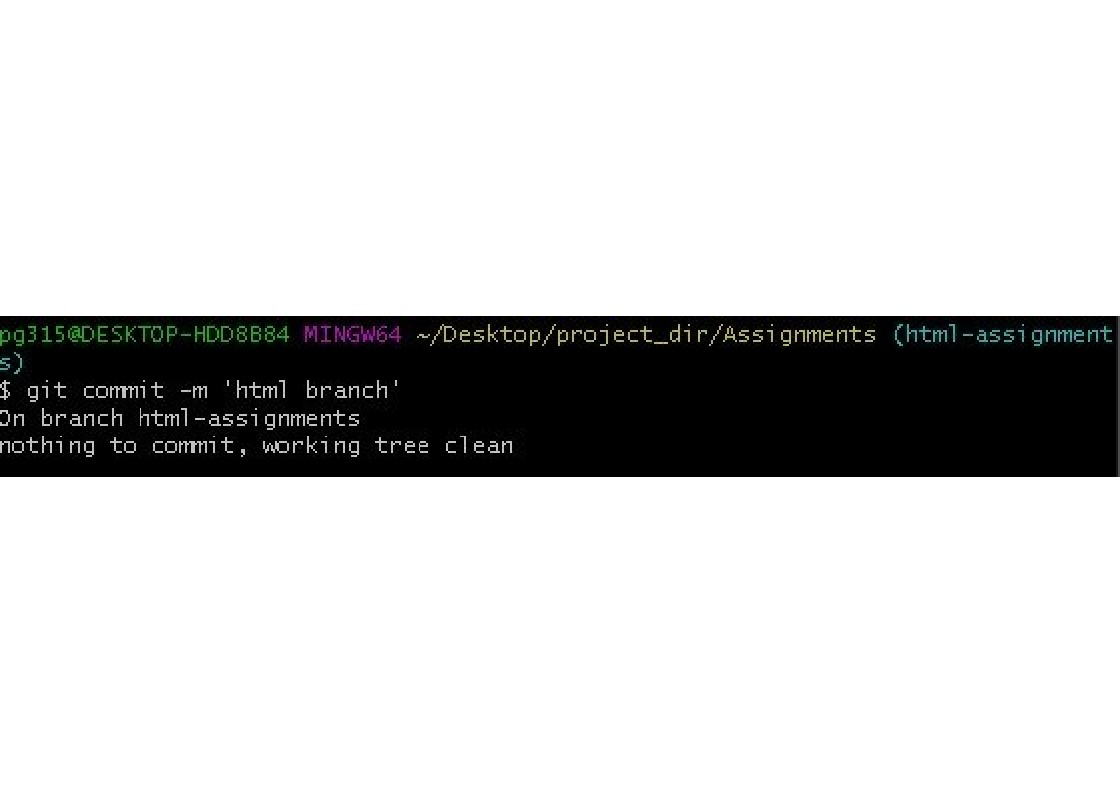 pg315@DESKTOP-HDD8B84 MINGW64 ~/Desktop/project_dir/Assignments (html-assignment
s)
$ git commit -m 'html branch'
On branch html-assignments
nothing to commit, working tree clean